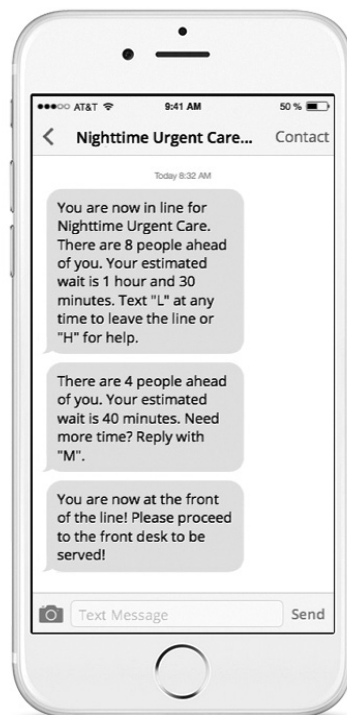 AT&T 9:41 AM 50 %
Nighttime Urgent Care... Contact
Today 8:32 AM
You are now in line for
Nighttime Urgent Care.
There are 8 people ahead
of you. Your estimated
wait is 1 hour and 30
minutes. Text "L" at any
time to leave the line or
"H" for help.
There are 4 people ahead
of you. Your estimated
wait is 40 minutes. Need
more time? Reply with
"M".
You are now at the front
of the line! Please proceed
to the front desk to be
served!
Text Message Send